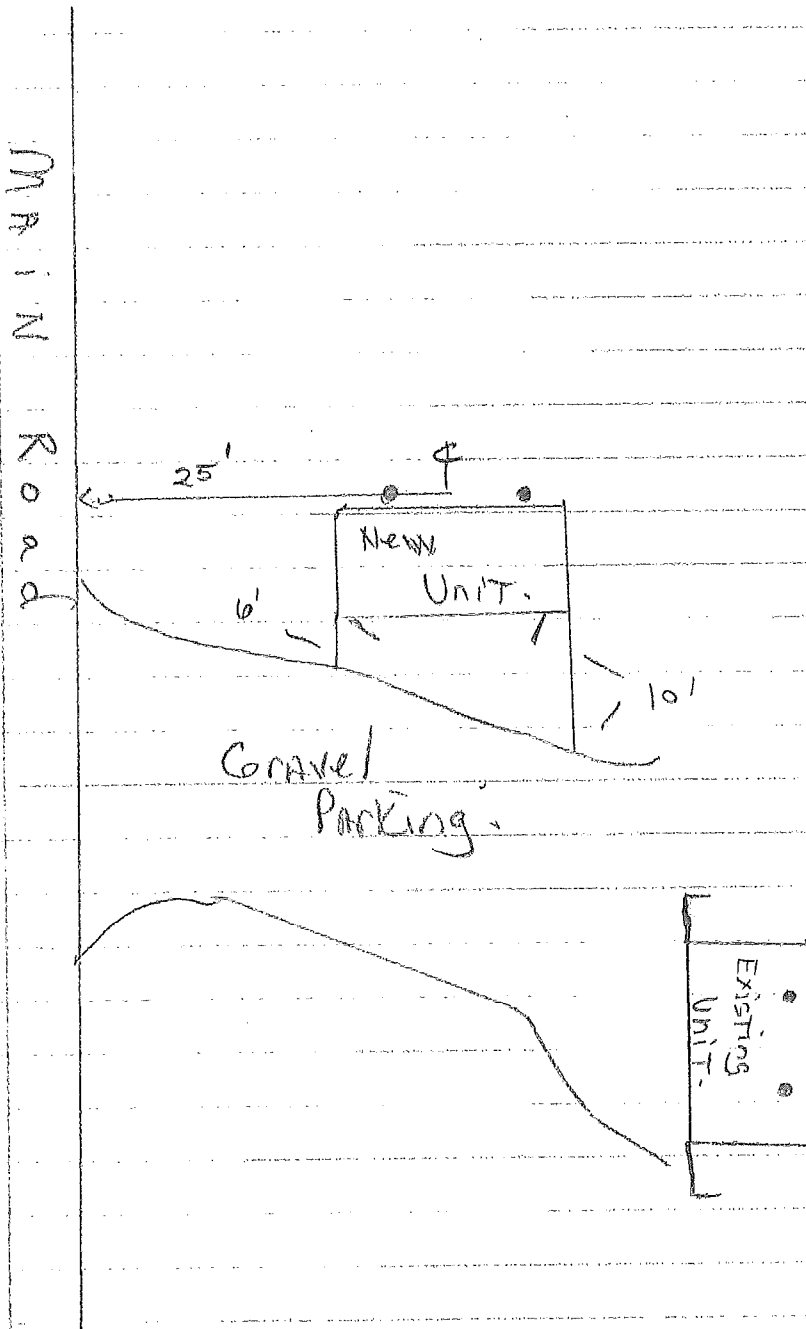 MAIN Road
25'
℄
New
Unit.
6'
10'
Gravel
Parking.
Existing
Unit.